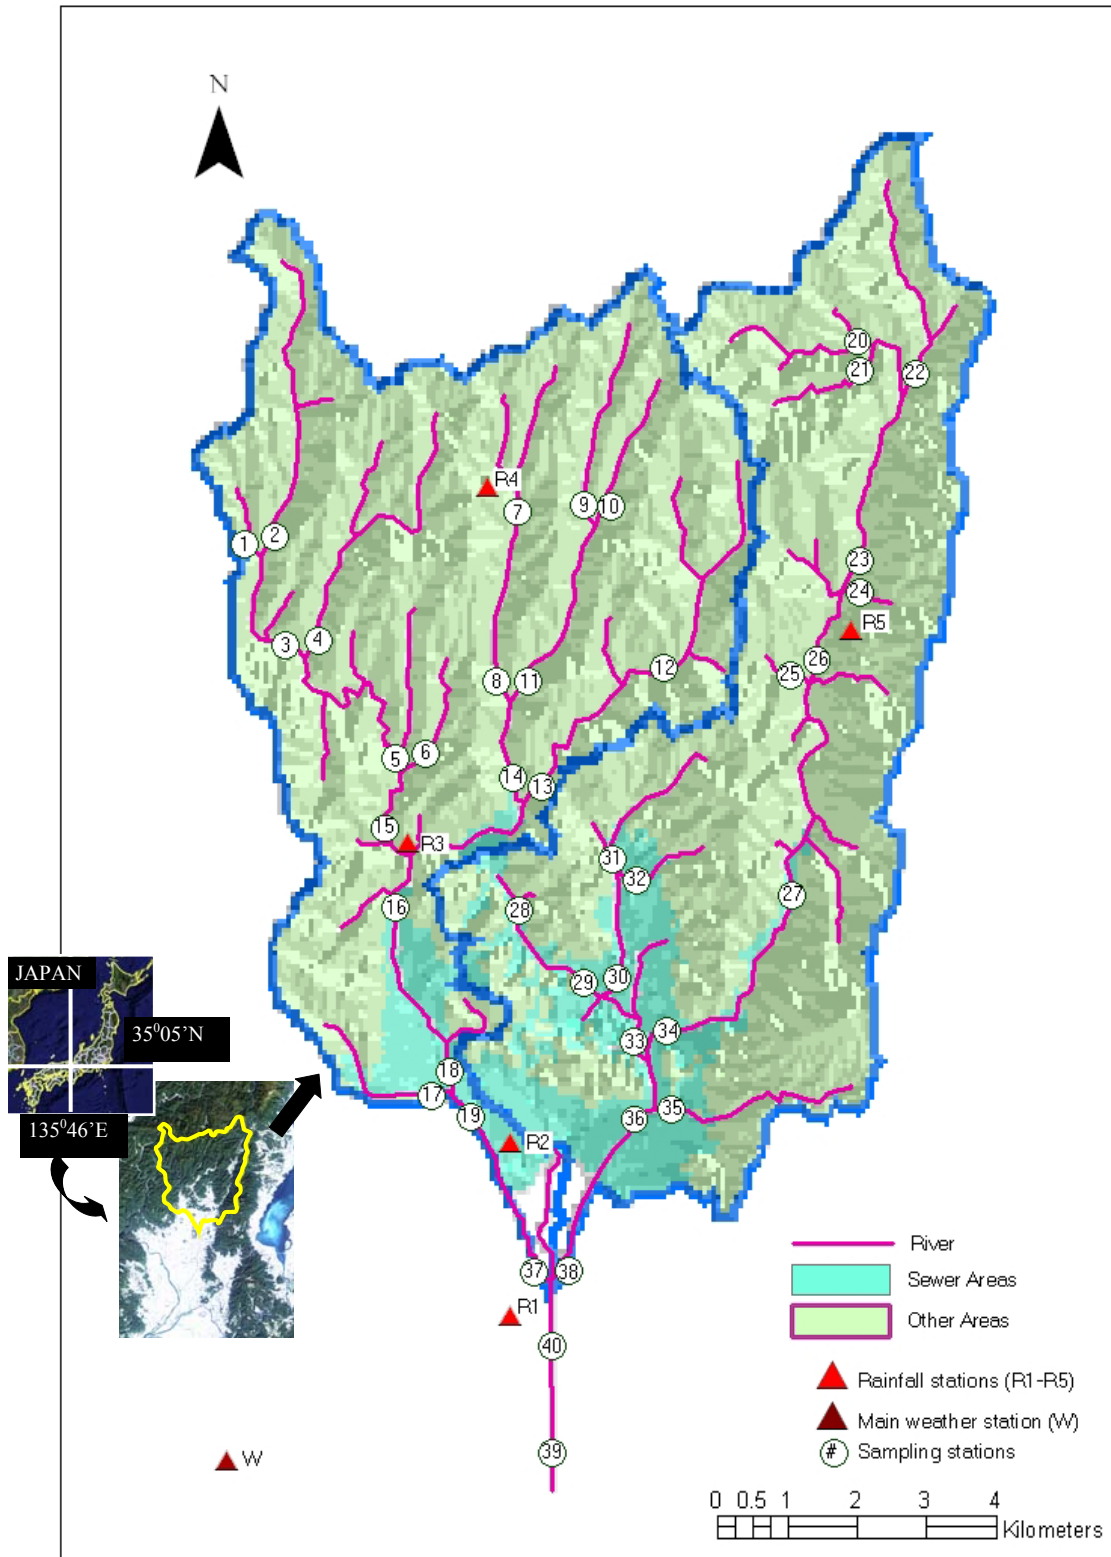 N
20
21
22
R4
9
10
7
1
2
23
24
R5
3
4
12
26
25
8
11
5
6
14
13
15
R3
31
32
27
16
28
JAPAN
30
29
35⁰05’N
34
33
18
17
35
19
36
135⁰46’E
R2
River
37
38
Sewer Areas
R1
Other Areas
40
Rainfall stations (R1-R5)
Main weather station (W)
# Sampling stations
39
W
0 0.5 1 2 3 4
Kilometers